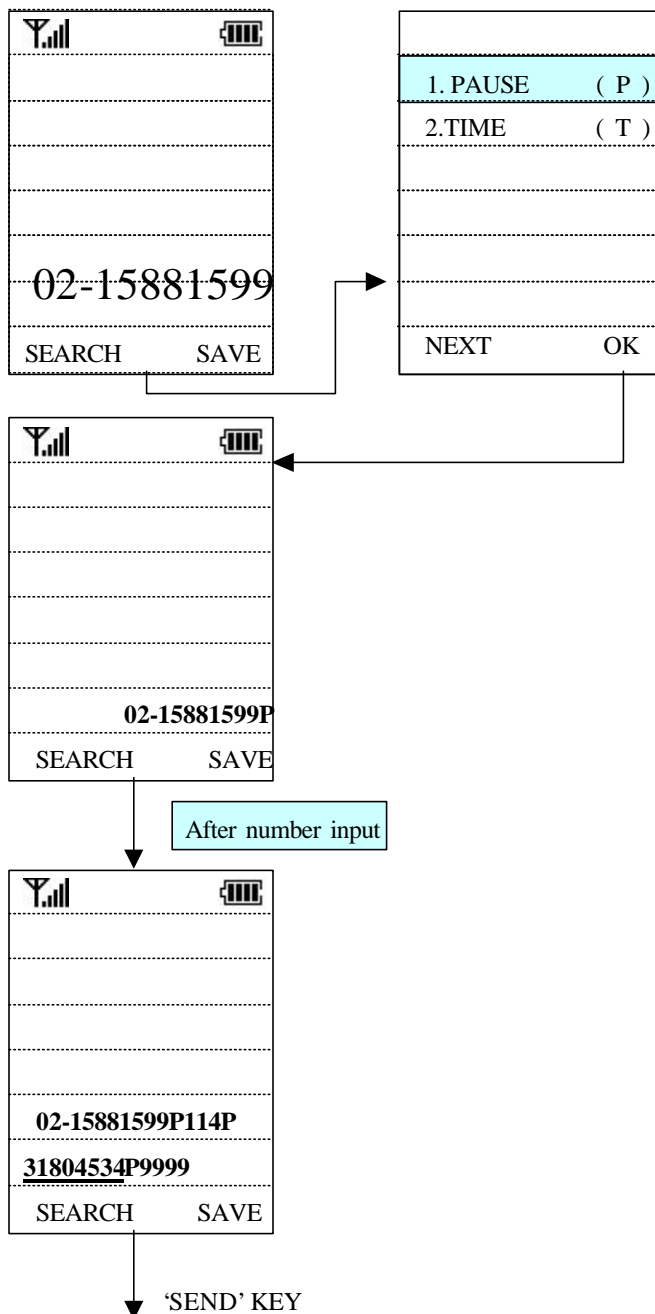 02-15881599
SEARCH SAVE
1. PAUSE ( P )
2.TIME ( T )
NEXT OK
02-15881599P
SEARCH SAVE
After number input
02-15881599P114P
31804534P9999
SEARCH SAVE
‘SEND’ KEY